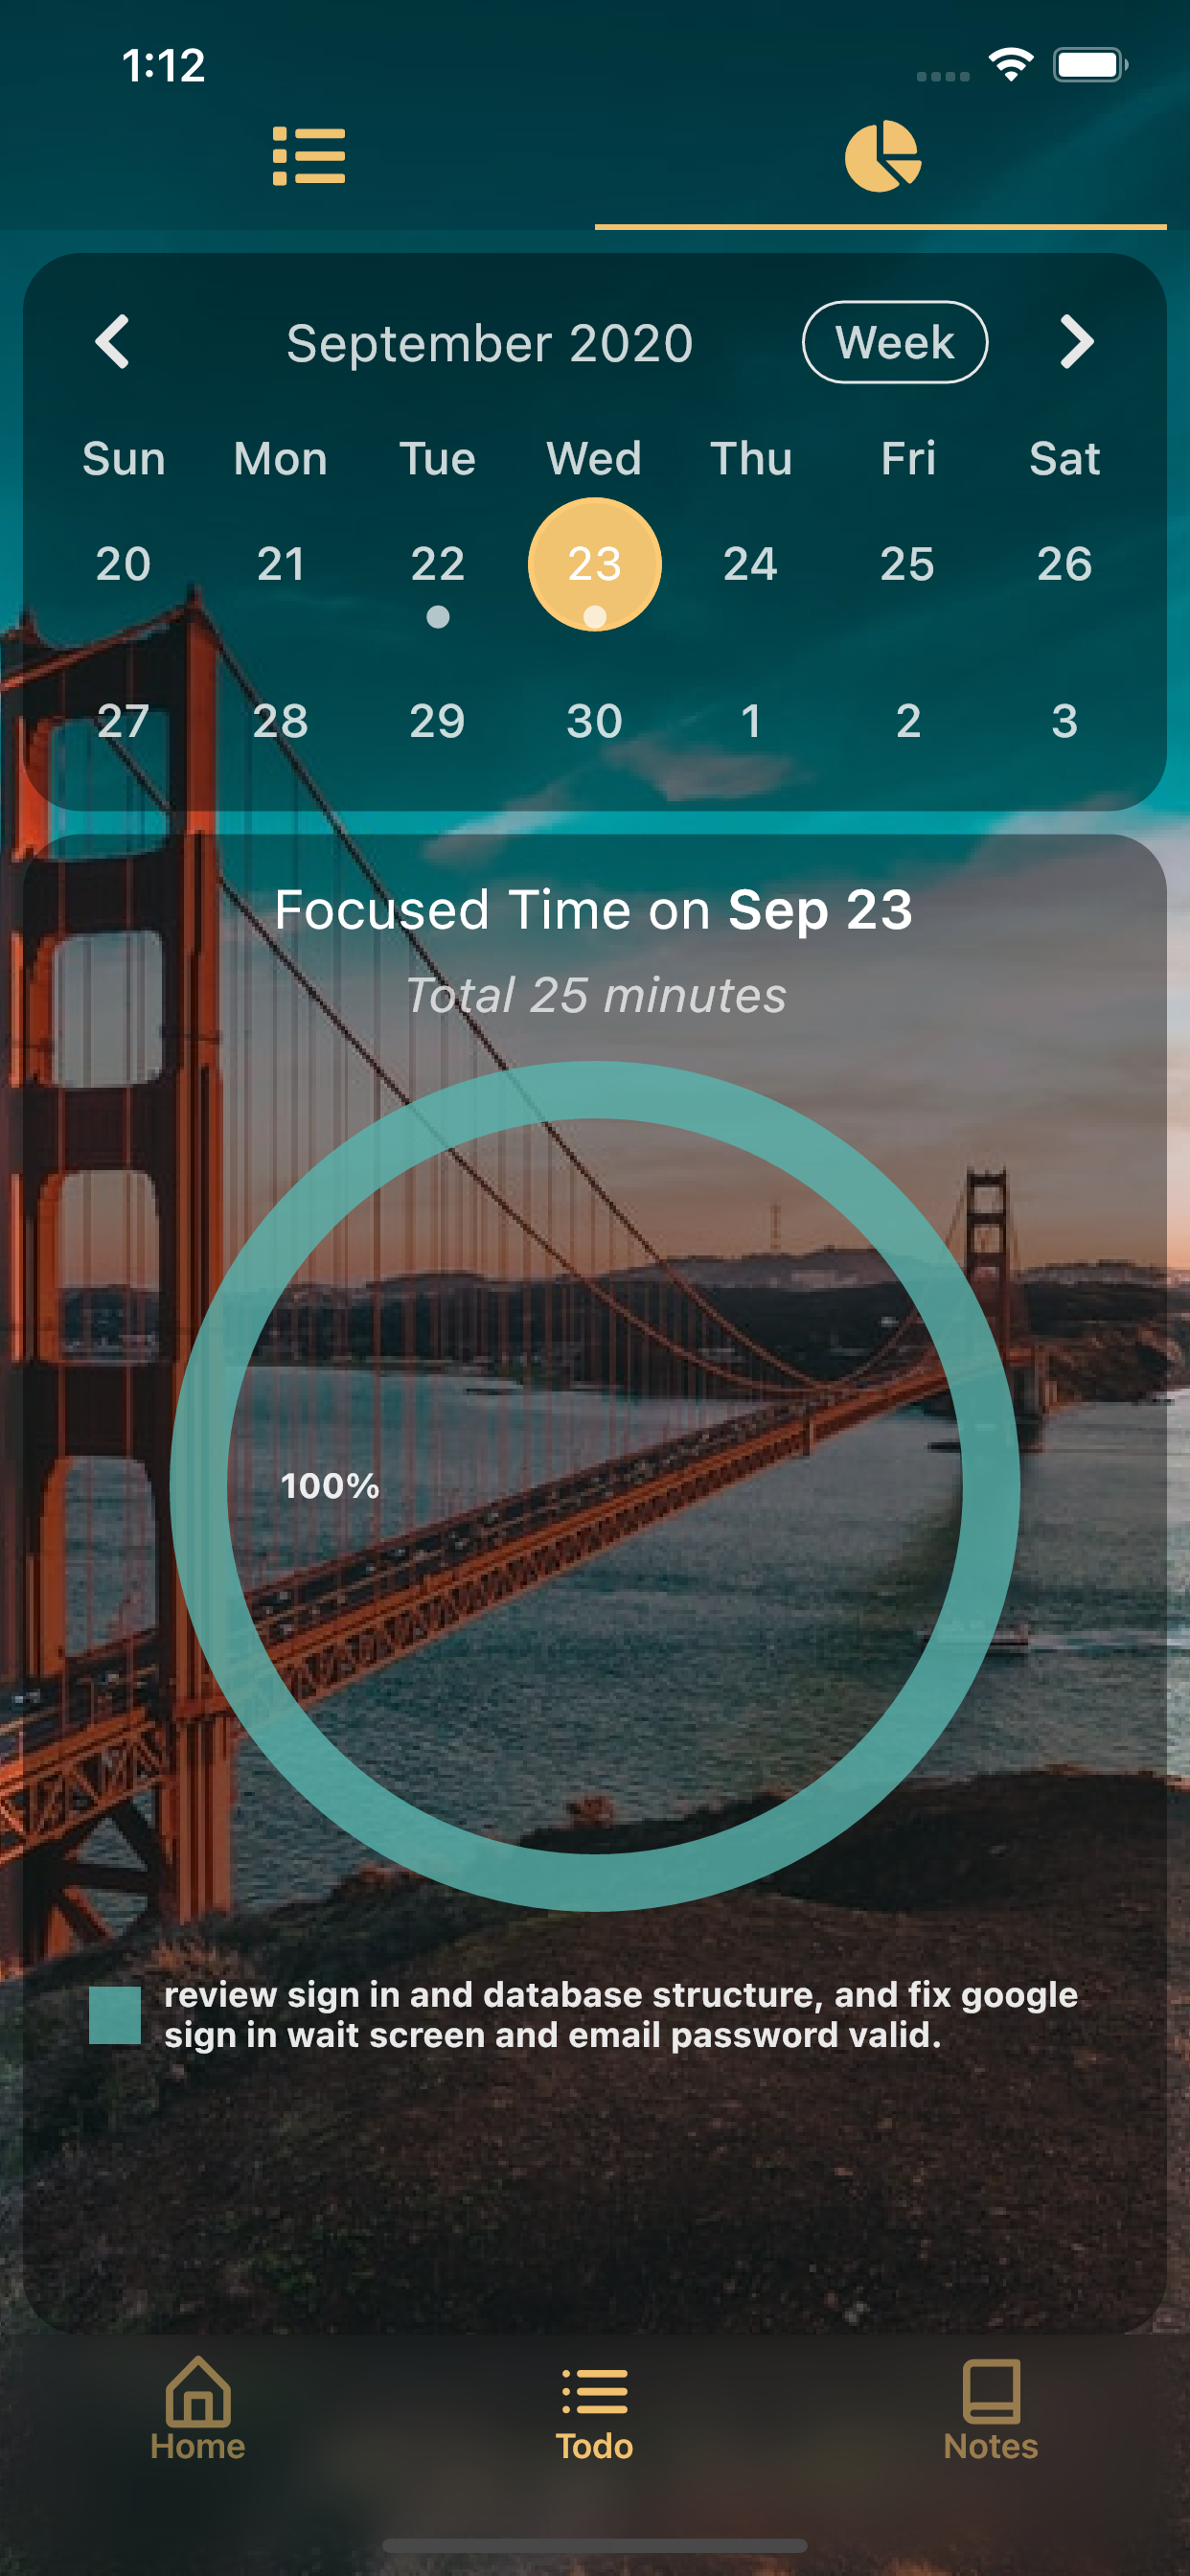 1:12
September 2020 Week
Sun Mon Tue Wed Thu Fri Sat
20 21 22 23 24 25 26
27 28 29 30 1 2 3
Focused Time on Sep 23
Total 25 minutes
100%
review sign in and database structure, and fix google
sign in wait screen and email password valid.
Home Todo Notes